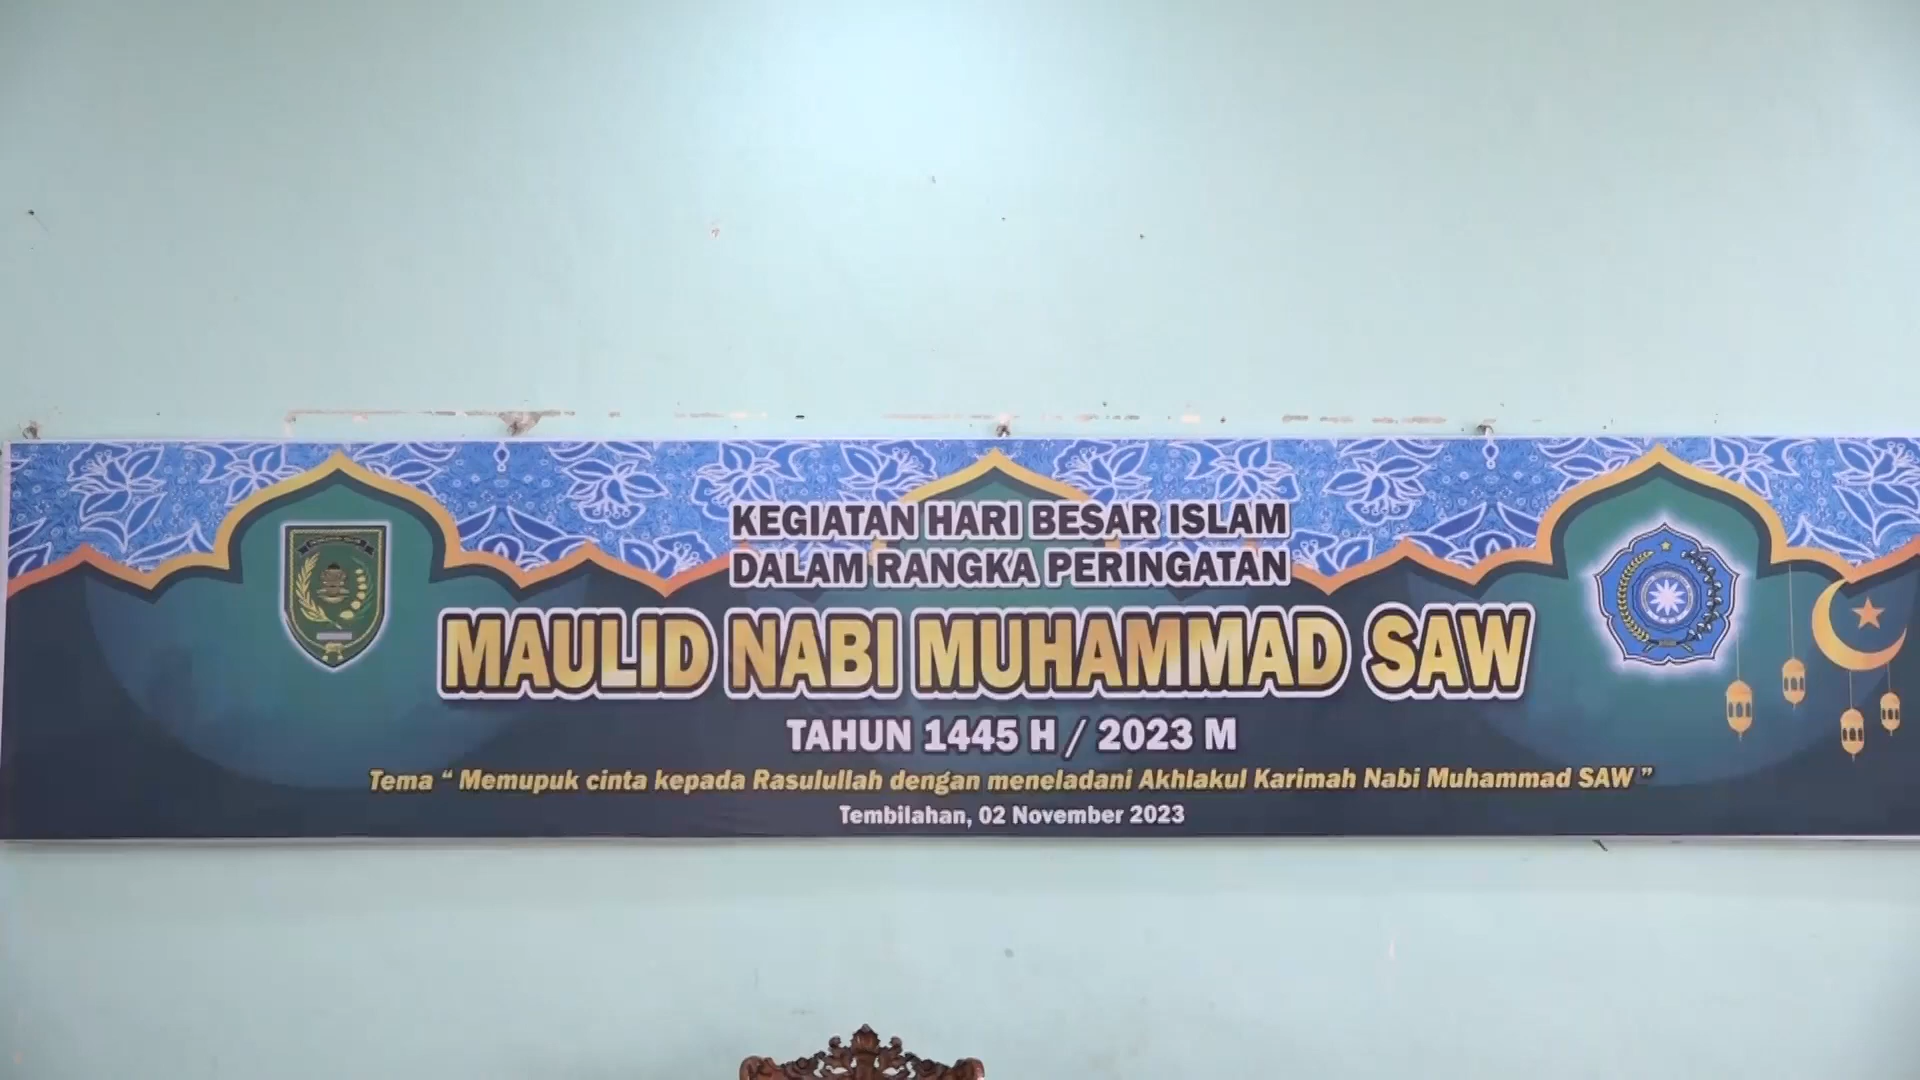 KEGIATAN HARI BESAR ISLAM
DALAM RANGKA PERINGATAN
MAULID NABI MUHAMMAD SAW
TAHUN 1445 H / 2023 M
Tema “ Memupuk cinta kepada Rasulullah dengan meneladani Akhlakul Karimah Nabi Muhammad SAW ”
Tembilahan, 02 November 2023